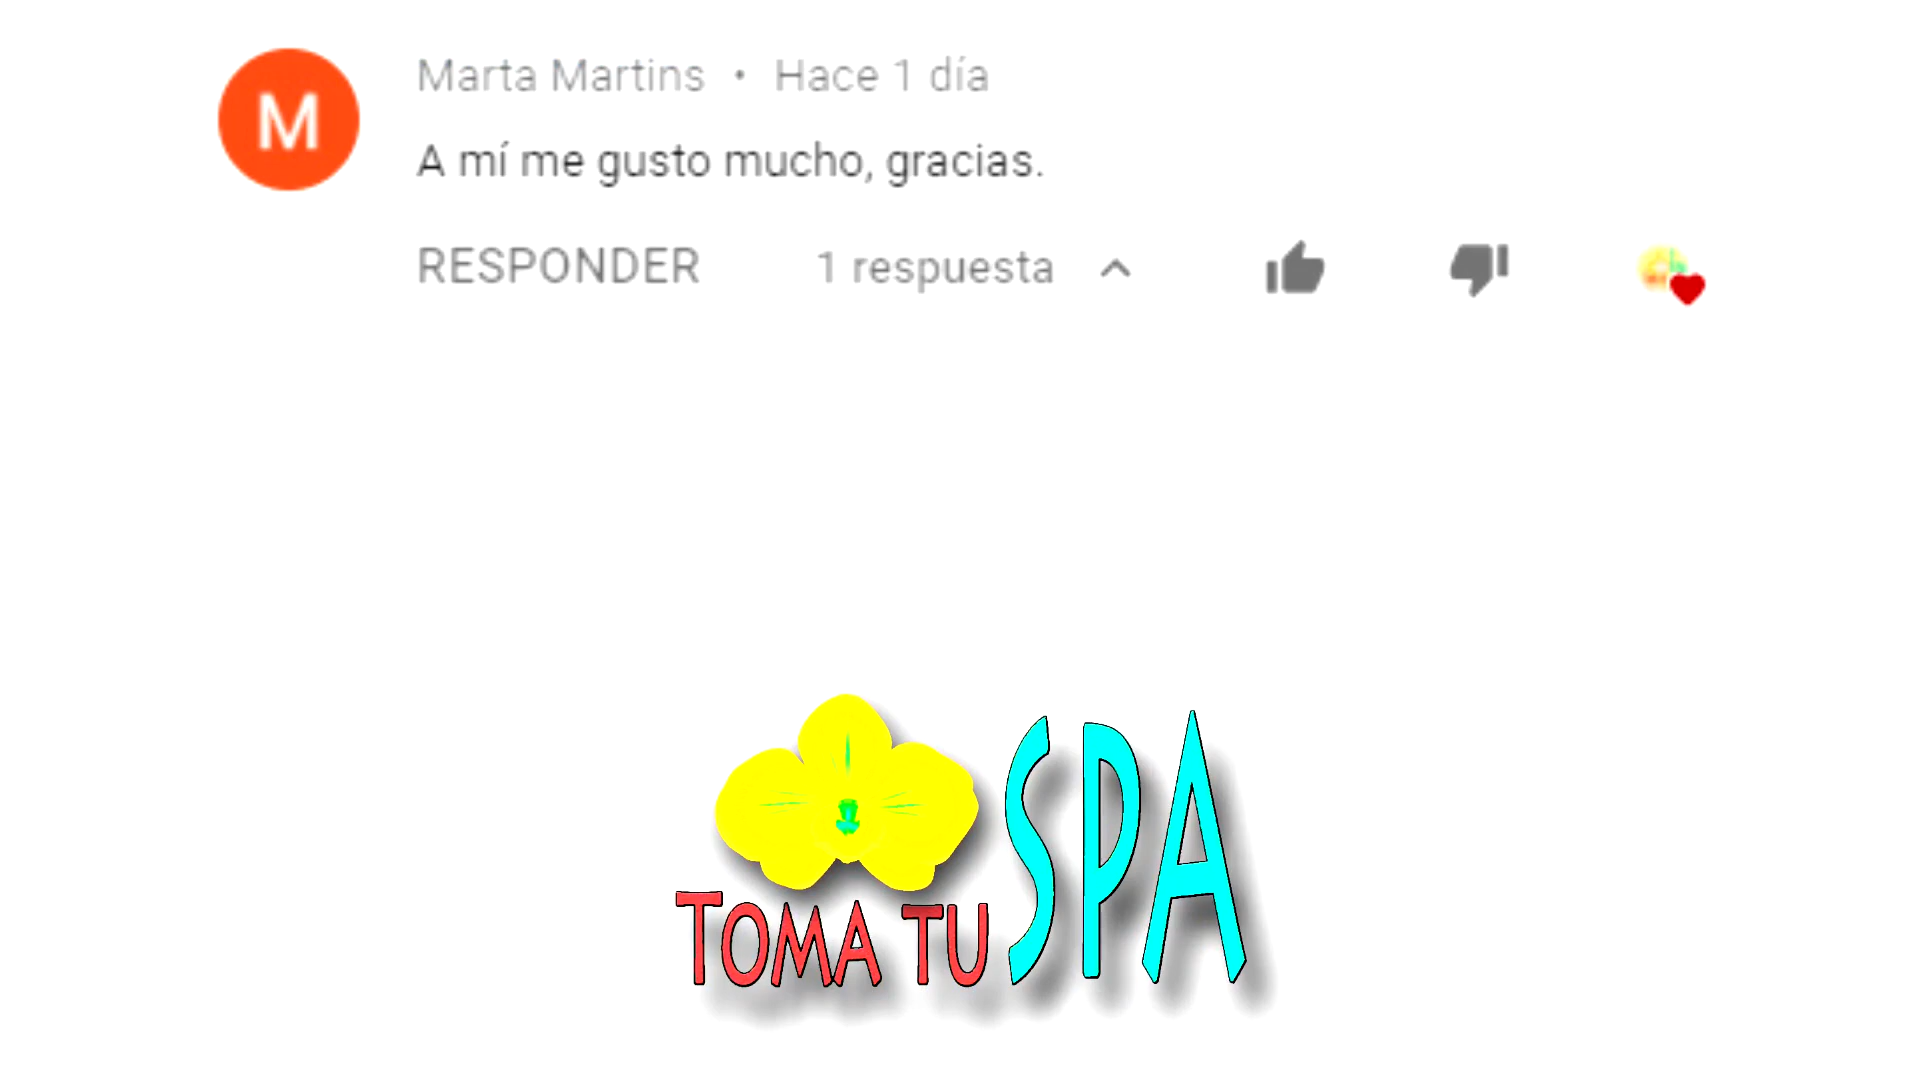 M
Marta Martins • Hace 1 día
A mí me gusto mucho, gracias.
RESPONDER 1 respuesta
TOMA TU SPA